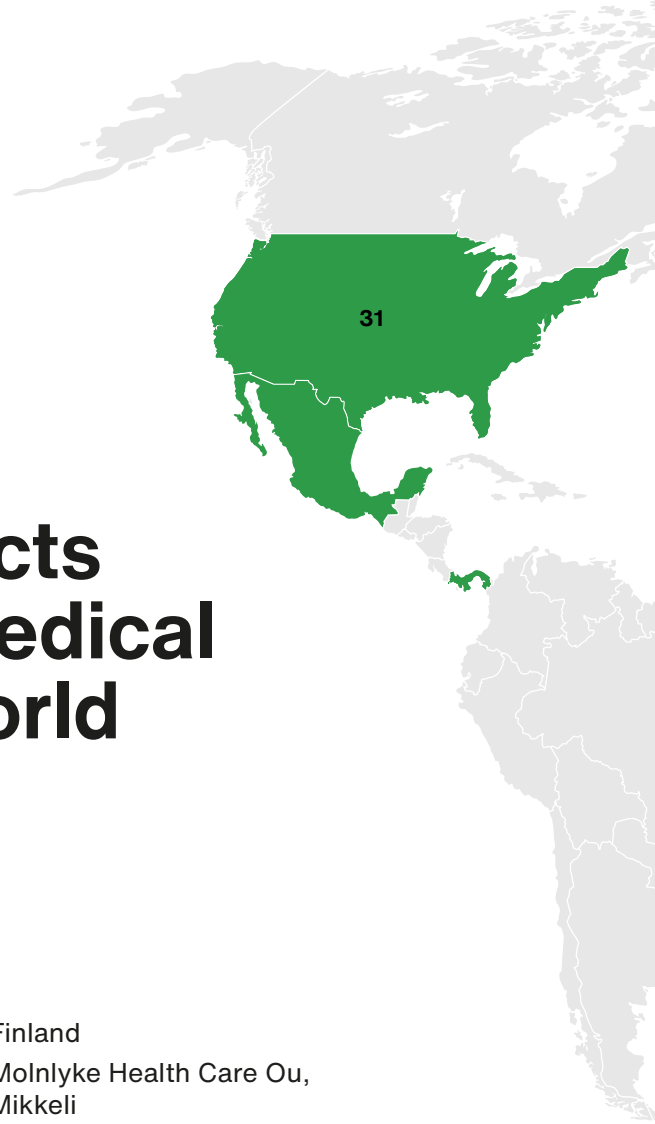 31
cts
edical
orld
Finland
Molnlyke Health Care Ou,
Mikkeli